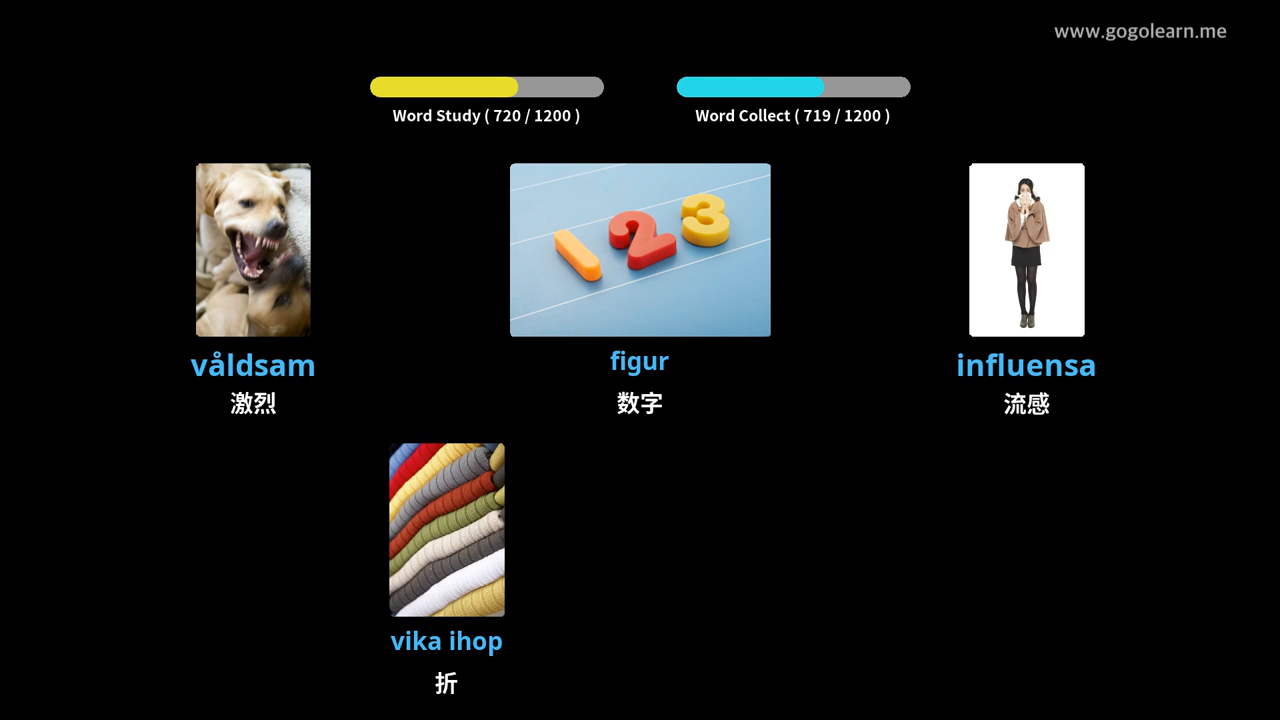 www.gogolearn.me
Word Study ( 720 / 1200 )
Word Collect ( 719 / 1200 )
våldsam
激烈
figur
数字
influensa
流感
vika ihop
折